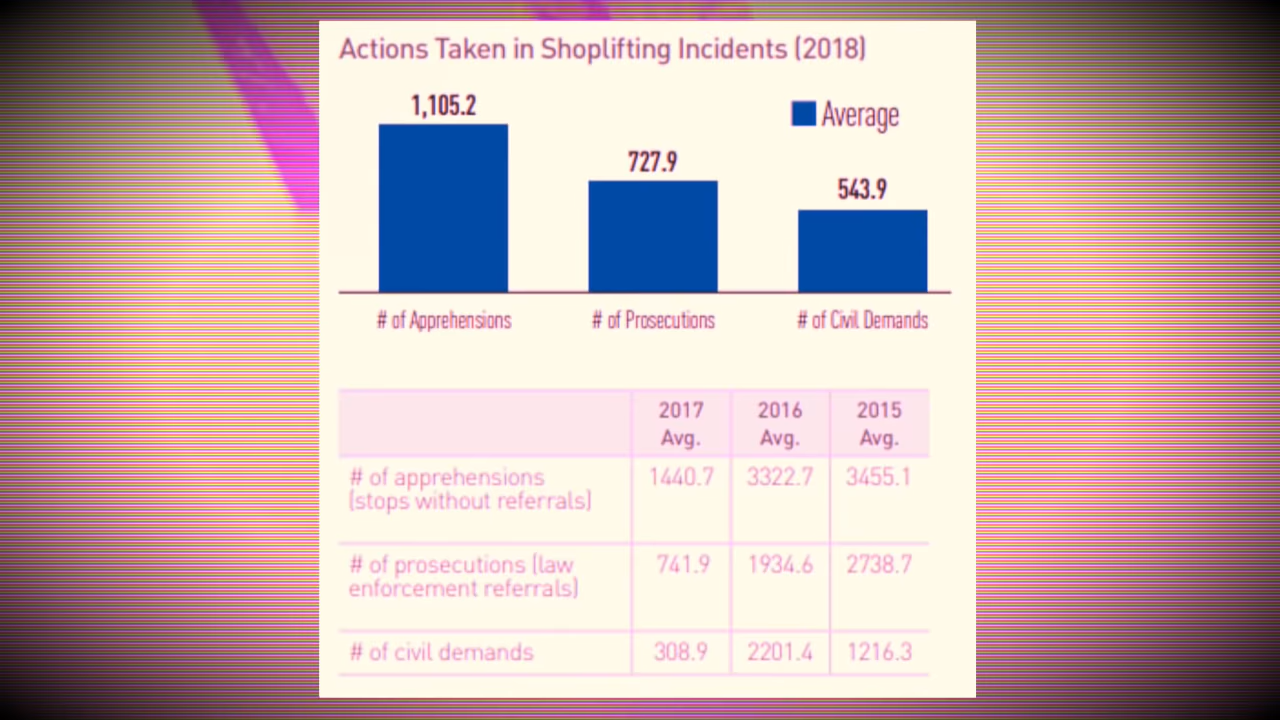 Actions Taken in Shoplifting Incidents (2018)
1,105.2
Average
727.9
543.9
# of Apprehensions # of Prosecutions # of Civil Demands
2017 2016 2015
Avg. Avg. Avg.
# of apprehensions 1440.7 3322.7 3455.1
(stops without referrals)
# of prosecutions (law 741.9 1934.6 2738.7
enforcement referrals)
# of civil demands 308.9 2201.4 1216.3